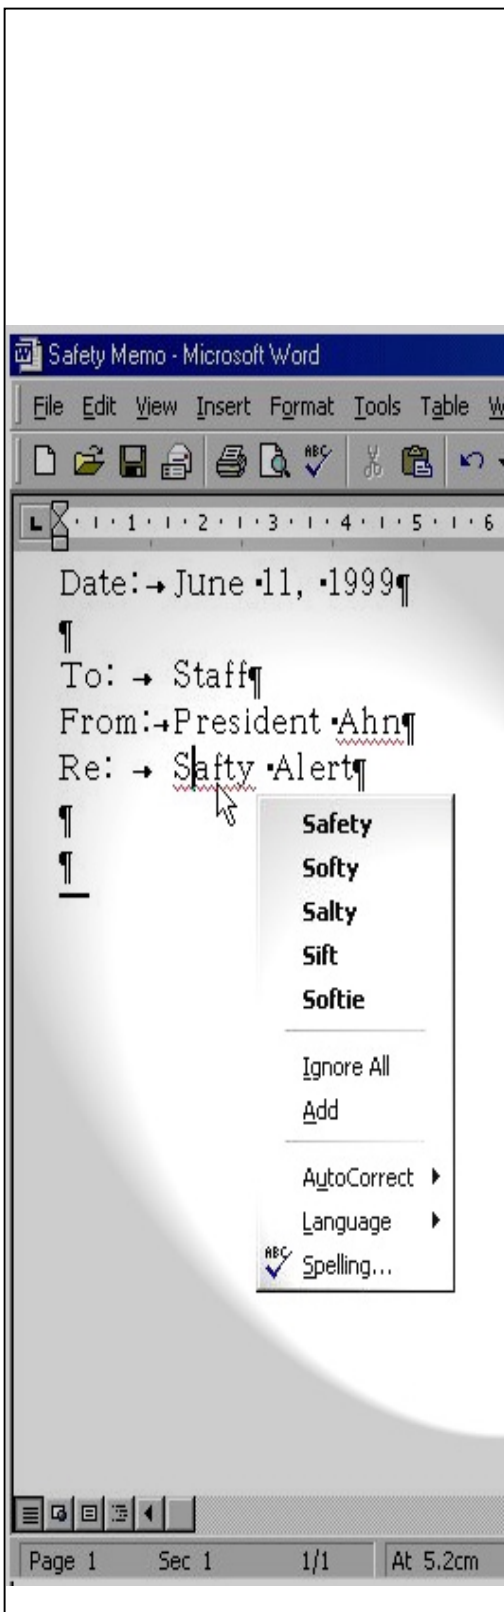 Safety Memo - Microsoft Word
File Edit View Insert Format Tools Table
ABC
1 2 3 4 5 6
Date:→June·11,·1999¶
¶
To:→Staff¶
From:→President·Ahn¶
Re:→Safty·Alert¶
¶
¶
Safety
Softy
Salty
Sift
Softie
Ignore All
Add
AutoCorrect
Language
ABC Spelling...
Page 1 Sec 1 1/1 At 5.2cm